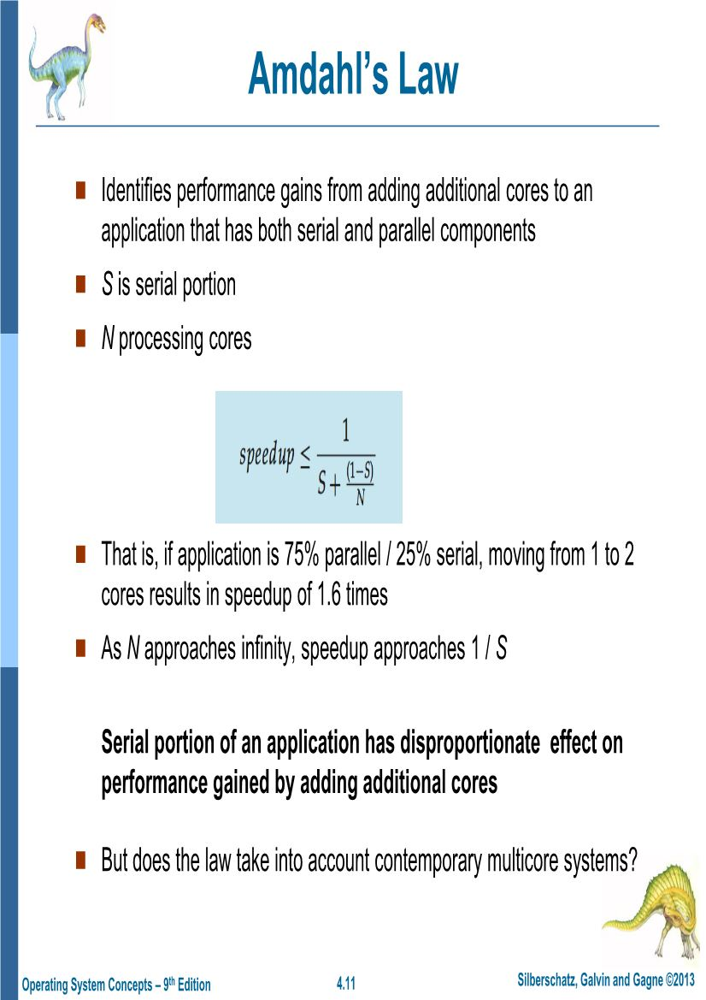 Amdahl’s Law
Identifies performance gains from adding additional cores to an
application that has both serial and parallel components
S is serial portion
N processing cores
speedup ≤ 1 / (S + (1−S)/N)
That is, if application is 75% parallel / 25% serial, moving from 1 to 2
cores results in speedup of 1.6 times
As N approaches infinity, speedup approaches 1 / S
Serial portion of an application has disproportionate effect on
performance gained by adding additional cores
But does the law take into account contemporary multicore systems?
Operating System Concepts – 9th Edition
4.11
Silberschatz, Galvin and Gagne ©2013